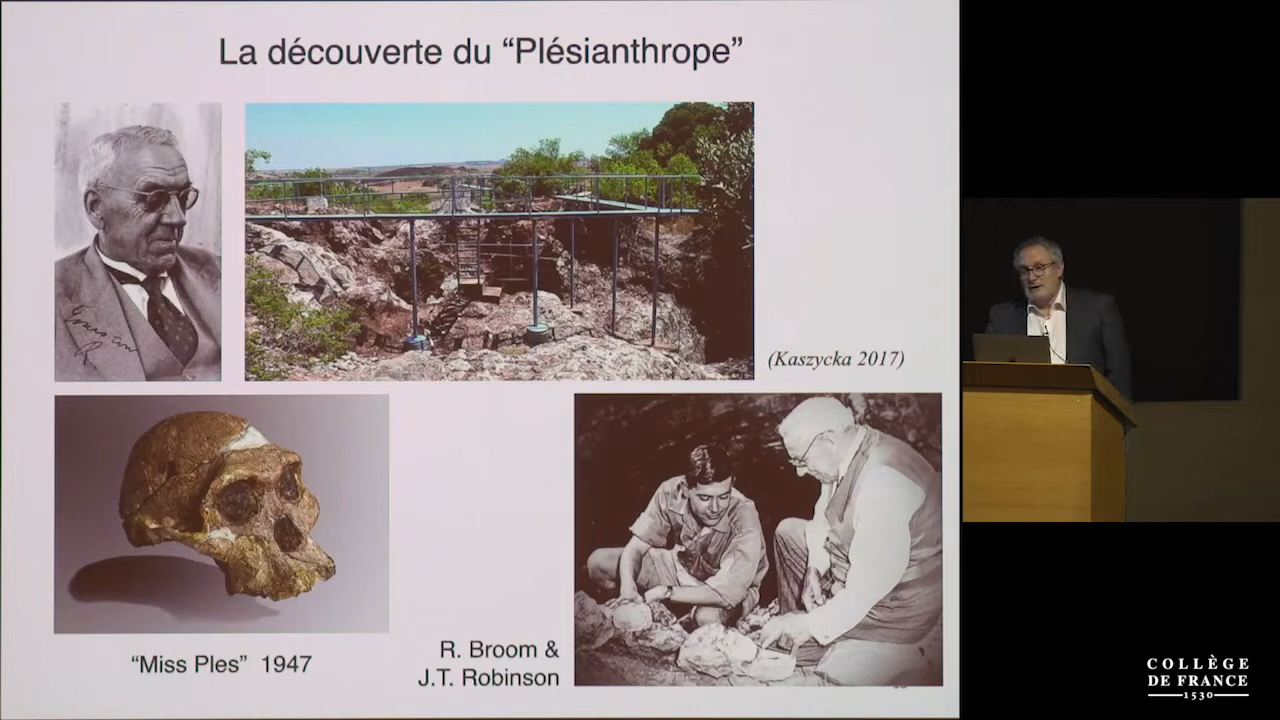 La découverte du “Plésianthrope”
(Kaszycka 2017)
“Miss Ples” 1947
R. Broom &
J.T. Robinson
COLLÈGE
DE FRANCE
1530